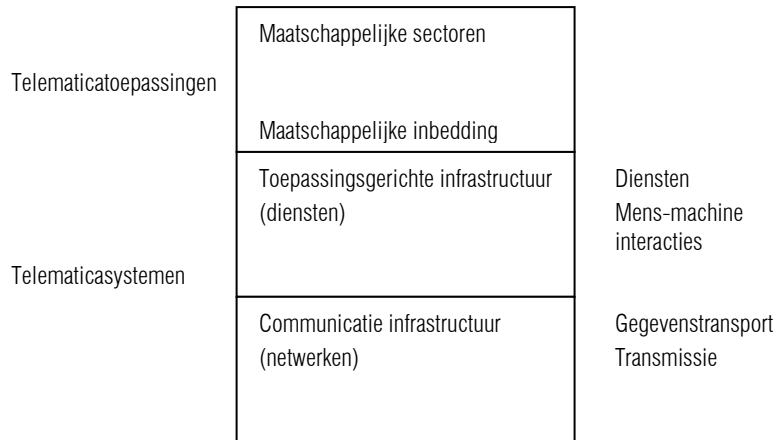 Maatschappelijke sectoren
Telematicatoepassingen
Maatschappelijke inbedding
Toepassingsgerichte infrastructuur
(diensten)
Diensten
Mens-machine
interacties
Telematicasystemen
Communicatie infrastructuur
(netwerken)
Gegevenstransport
Transmissie